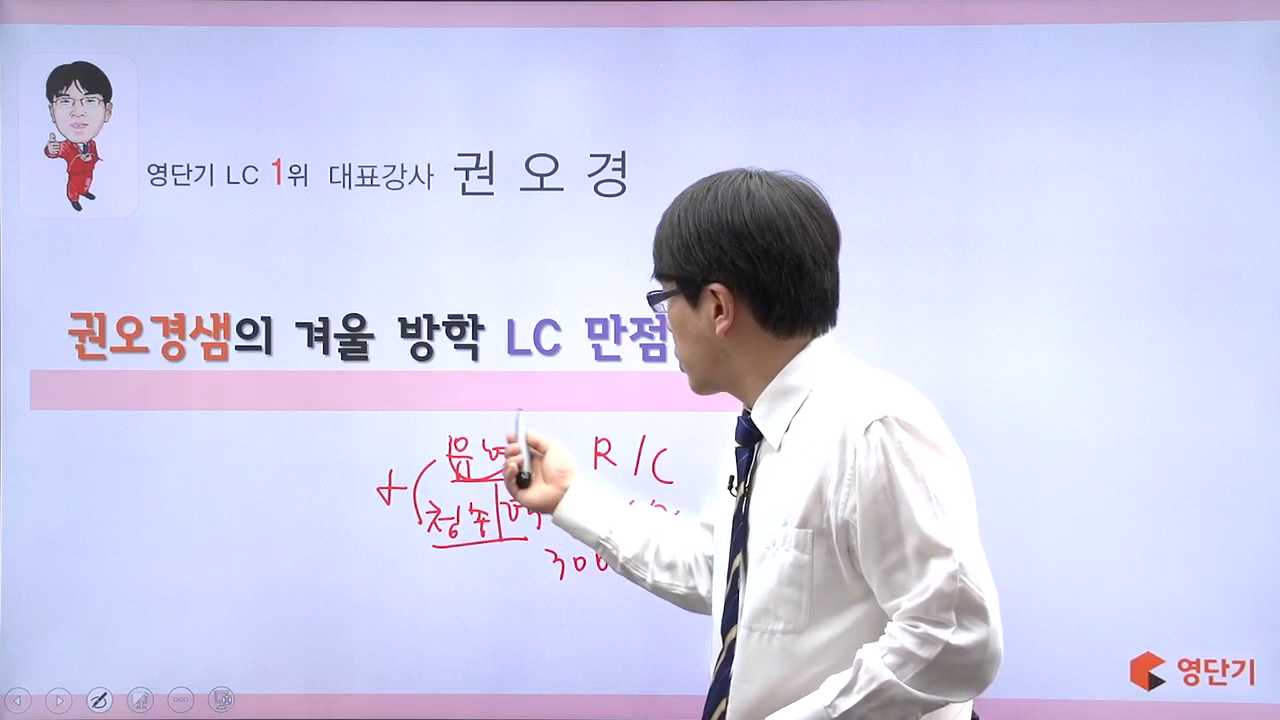 영단기 LC 1위 대표강사 권 오 경
권오경샘의 겨울 방학 LC 만점
R/C
청취
영단기